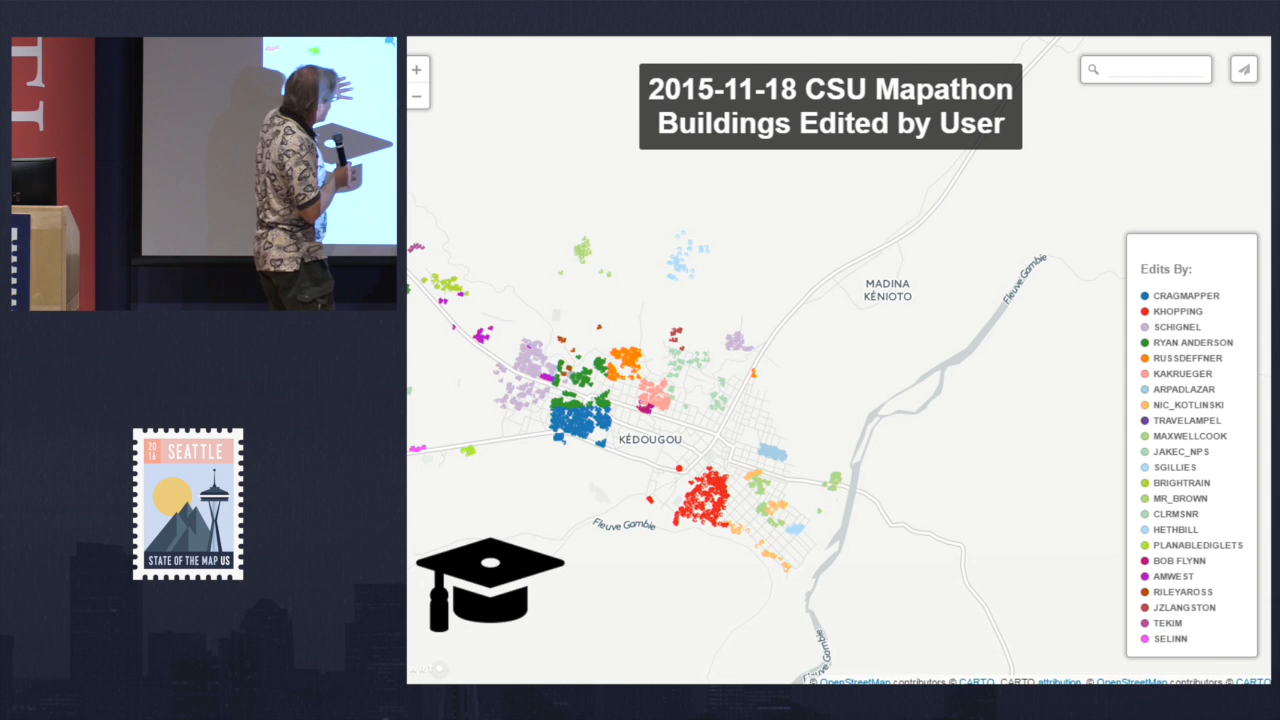 2015-11-18 CSU Mapathon
Buildings Edited by User
MADINA
KÉNIOTO
Fleuve Gambie
KÉDOUGOU
Fleuve Gambie
Fleuve Gambie
Edits By:
CRAGMAPPER
KHOPPING
SCHIGNEL
RYAN ANDERSON
RUSSDEFFNER
KAKRUEGER
ARPADLAZAR
NIC_KOTLINSKI
TRAVELAMPEL
MAXWELLCOOK
JAKEC_NPS
SGILLIES
BRIGHTRAIN
MR_BROWN
CLRMSNR
HETHBILL
PLANABLEDIGLETS
BOB FLYNN
AMWEST
RILEYAROSS
JZLANGSTON
TEKIM
SELINN
© OpenStreetMap contributors © CARTO, CARTO attribution, © OpenStreetMap contributors © CARTO
2016 SEATTLE
STATE OF THE MAP US